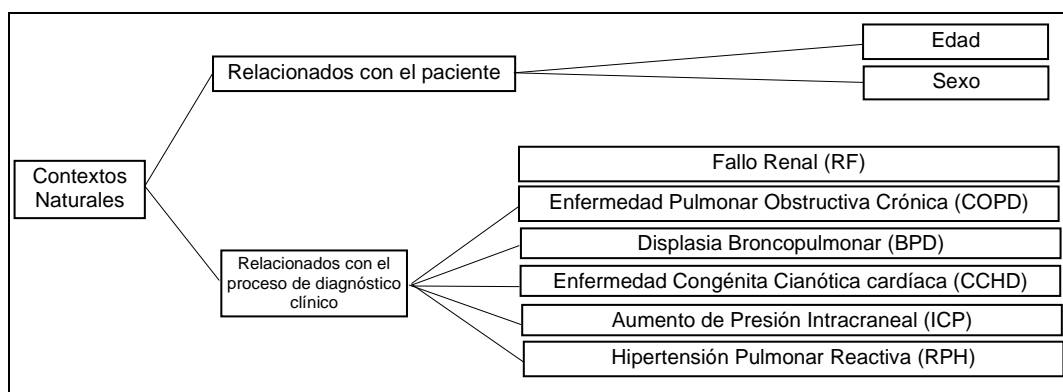 Edad
Relacionados con el paciente
Sexo
Contextos
Naturales
Fallo Renal (RF)
Enfermedad Pulmonar Obstructiva Crónica (COPD)
Relacionados con el
proceso de diagnóstico
clínico
Displasia Broncopulmonar (BPD)
Enfermedad Congénita Cianótica cardíaca (CCHD)
Aumento de Presión Intracraneal (ICP)
Hipertensión Pulmonar Reactiva (RPH)